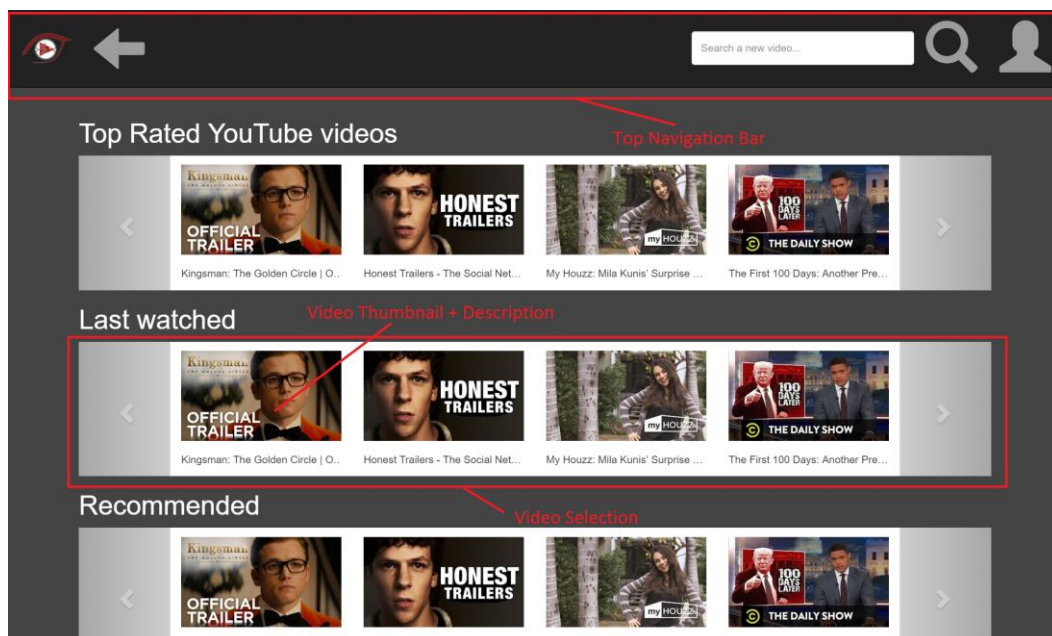 Search a new video...
Top Rated YouTube videos
Top Navigation Bar
Kingsman
OFFICIAL
TRAILER
HONEST
TRAILERS
my HOUZZ
100
DAYS
LATER
THE DAILY SHOW
Kingsman: The Golden Circle | O...
Honest Trailers - The Social Net...
My Houzz: Mila Kunis' Surprise ...
The First 100 Days: Another Pre...
Last watched
Video Thumbnail + Description
Kingsman
OFFICIAL
TRAILER
HONEST
TRAILERS
my HOUZZ
100
DAYS
LATER
THE DAILY SHOW
Kingsman: The Golden Circle | O..
Honest Trailers - The Social Net...
My Houzz: Mila Kunis' Surprise ...
The First 100 Days: Another Pre...
Recommended
Video Selection
Kingsman
OFFICIAL
TRAILER
HONEST
TRAILERS
my HOUZZ
100
DAYS
LATER
THE DAILY SHOW